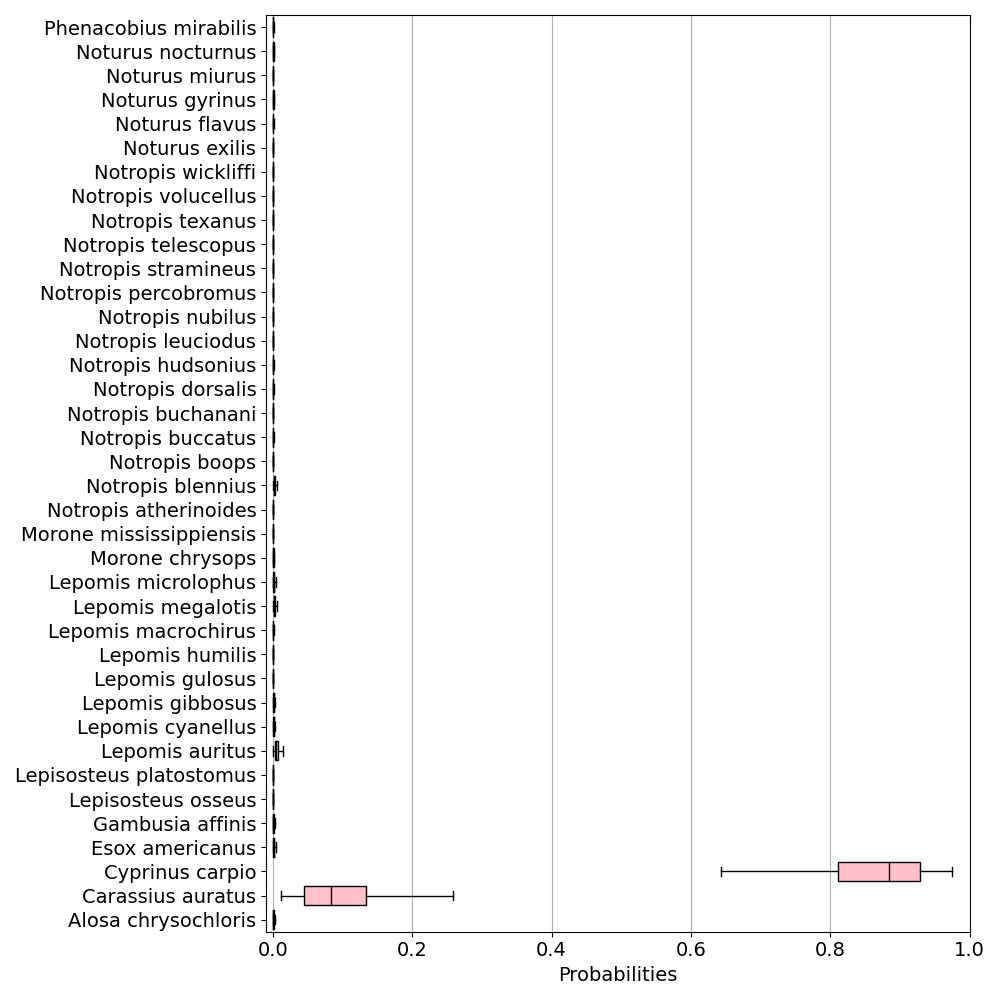 Phenacobius mirabilis
Noturus nocturnus
Noturus miurus
Noturus gyrinus
Noturus flavus
Noturus exilis
Notropis wickliffi
Notropis volucellus
Notropis texanus
Notropis telescopus
Notropis stramineus
Notropis percobromus
Notropis nubilus
Notropis leuciodus
Notropis hudsonius
Notropis dorsalis
Notropis buchanani
Notropis buccatus
Notropis boops
Notropis blennius
Notropis atherinoides
Morone mississippiensis
Morone chrysops
Lepomis microlophus
Lepomis megalotis
Lepomis macrochirus
Lepomis humilis
Lepomis gulosus
Lepomis gibbosus
Lepomis cyanellus
Lepomis auritus
Lepisosteus platostomus
Lepisosteus osseus
Gambusia affinis
Esox americanus
Cyprinus carpio
Carassius auratus
Alosa chrysochloris
0.0 0.2 0.4 0.6 0.8 1.0
Probabilities